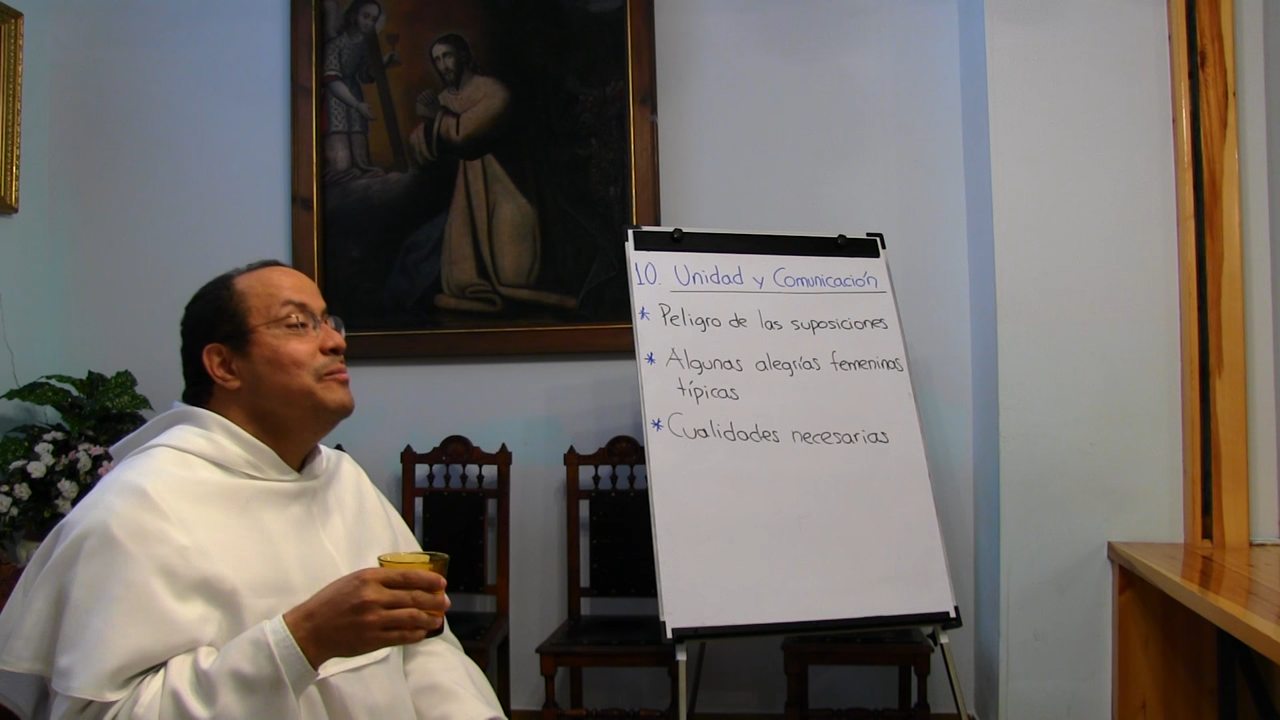 10. Unidad y Comunicación
* Peligro de las suposiciones
* Algunas alegrías femeninas
típicas
* Cualidades necesarias